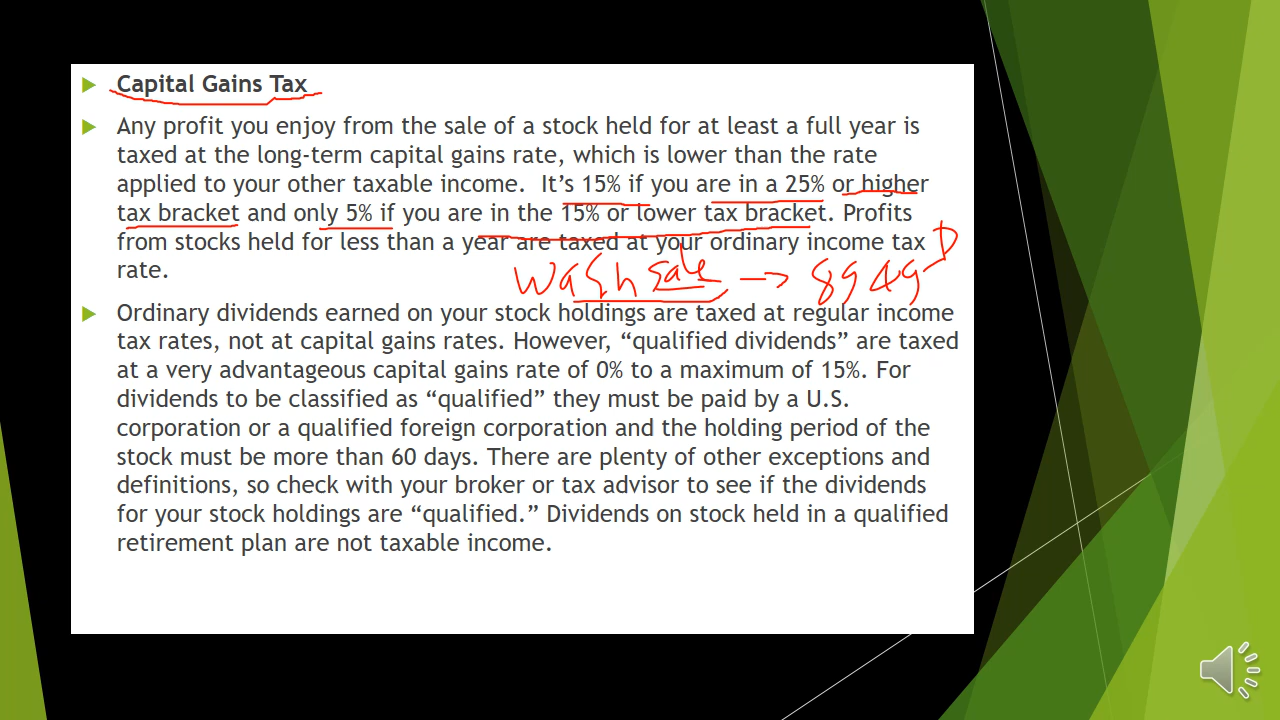 Capital Gains Tax
Any profit you enjoy from the sale of a stock held for at least a full year is
taxed at the long-term capital gains rate, which is lower than the rate
applied to your other taxable income. It's 15% if you are in a 25% or higher
tax bracket and only 5% if you are in the 15% or lower tax bracket. Profits
from stocks held for less than a year are taxed at your ordinary income tax
rate.
Wash sale → 8949 D
Ordinary dividends earned on your stock holdings are taxed at regular income
tax rates, not at capital gains rates. However, “qualified dividends” are taxed
at a very advantageous capital gains rate of 0% to a maximum of 15%. For
dividends to be classified as “qualified” they must be paid by a U.S.
corporation or a qualified foreign corporation and the holding period of the
stock must be more than 60 days. There are plenty of other exceptions and
definitions, so check with your broker or tax advisor to see if the dividends
for your stock holdings are “qualified.” Dividends on stock held in a qualified
retirement plan are not taxable income.